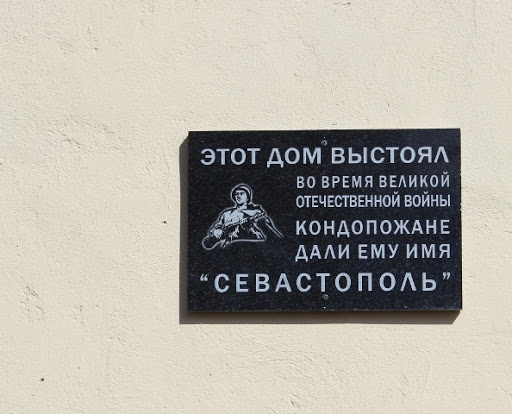 ЭТОТ ДОМ ВЫСТОЯЛ
ВО ВРЕМЯ ВЕЛИКОЙ
ОТЕЧЕСТВЕННОЙ ВОЙНЫ
КОНДОПОЖАНЕ
ДАЛИ ЕМУ ИМЯ
"СЕВАСТОПОЛЬ"